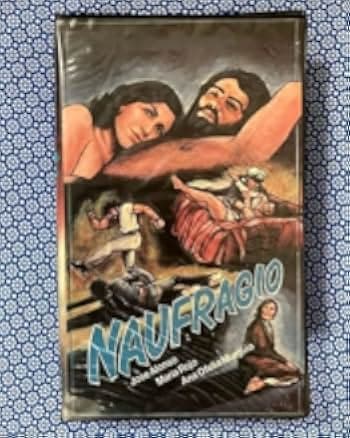 NAUFRAGIO
José Alonso
María Rojo
Ana Ofelia Murguía